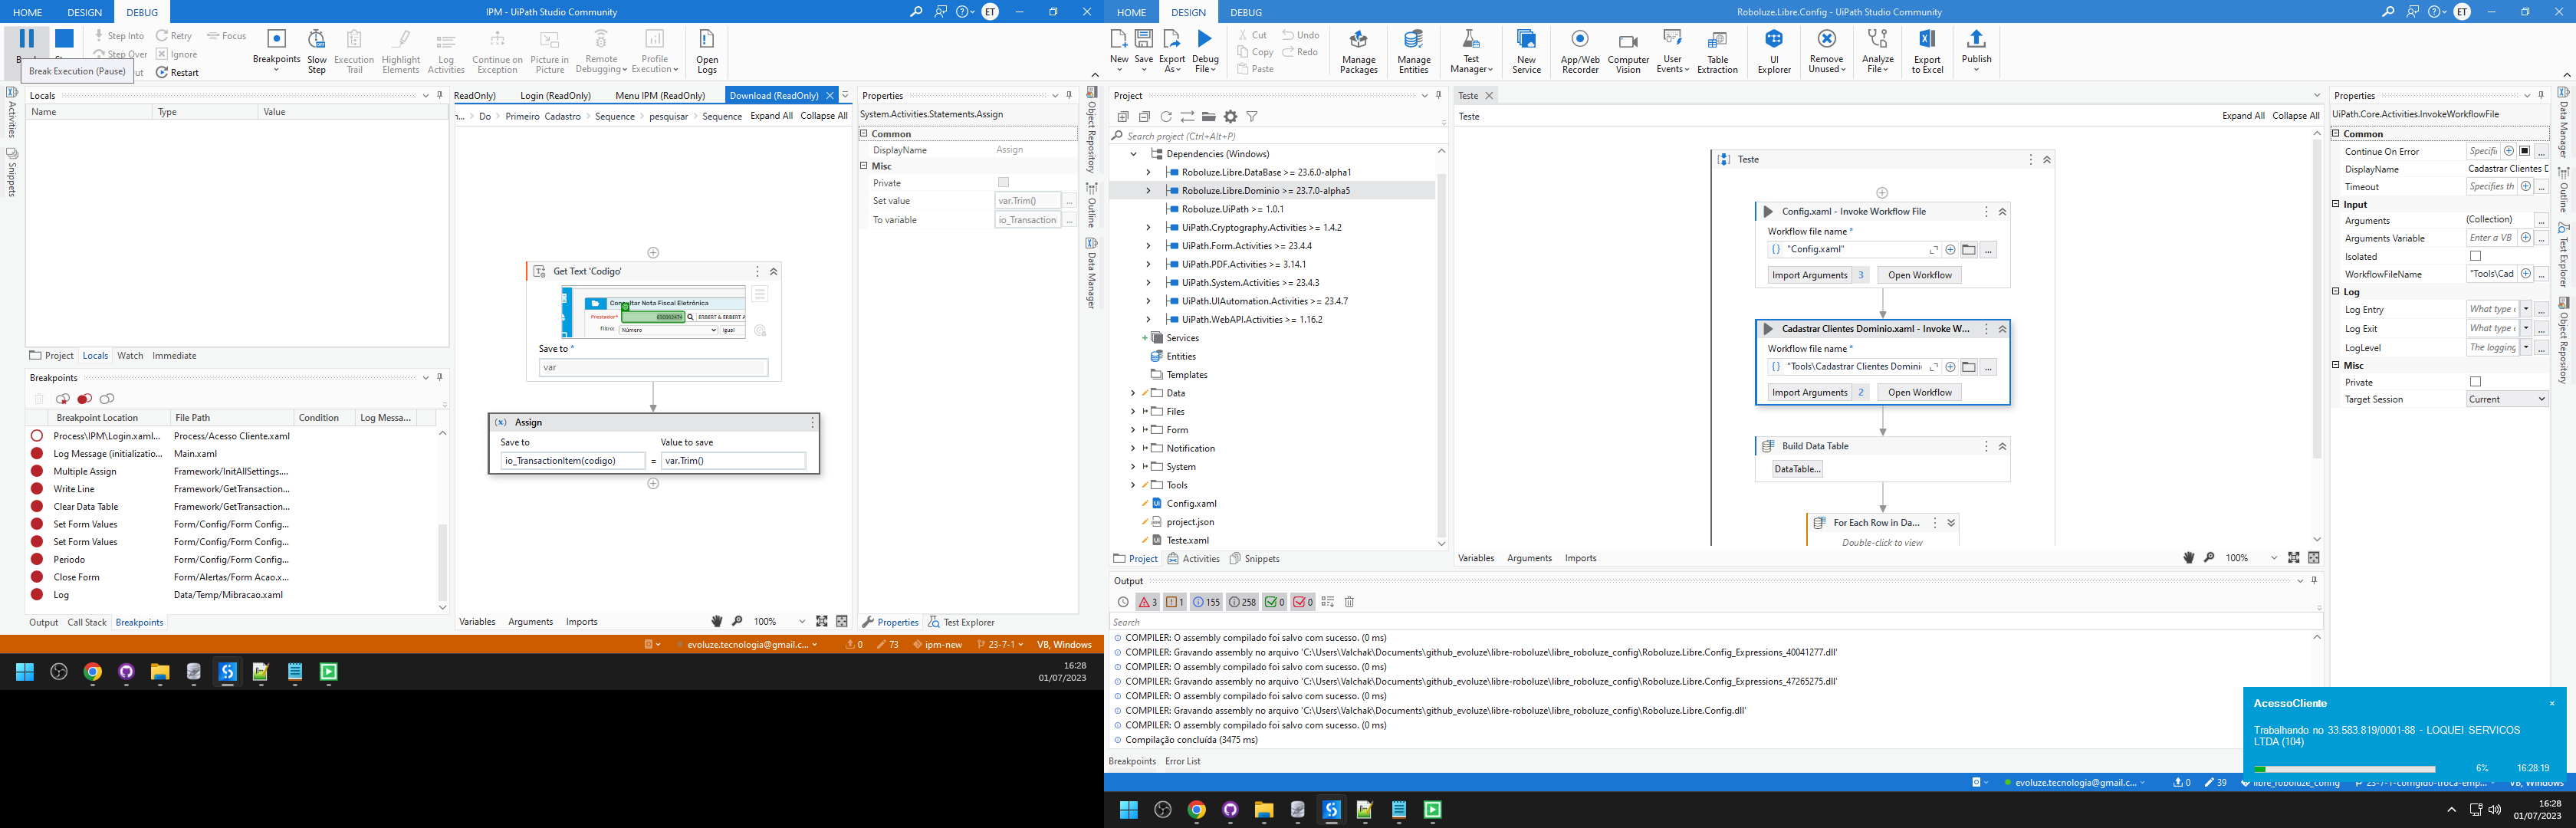 HOME DESIGN DEBUG IPM - UiPath Studio Community ET
Step Into Retry Focus
Step Over Ignore
Restart
Break Execution (Pause)
Breakpoints Slow Step Execution Trail Highlight Elements Log Activities Continue on Exception Picture in Picture Remote Debugging Profile Execution Open Logs
Activities
Snippets
Locals
Name Type Value
Project Locals Watch Immediate
Breakpoints
Breakpoint Location File Path Condition Log Messa...
Process\IPM\Login.xaml... Process/Acesso Cliente.xaml
Log Message (initializatio... Main.xaml
Multiple Assign Framework/InitAllSettings....
Write Line Framework/GetTransaction...
Clear Data Table Framework/GetTransaction...
Set Form Values Form/Config/Form Config...
Set Form Values Form/Config/Form Config...
Periodo Form/Config/Form Config...
Close Form Form/Alertas/Form Acao.x...
Log Data/Temp/Mibracao.xaml
Output Call Stack Breakpoints
ReadOnly) Login (ReadOnly) Menu IPM (ReadOnly) Download (ReadOnly)
... Do Primeiro Cadastro Sequence pesquisar Sequence Expand All Collapse All
Get Text 'Codigo'
Consultar Nota Fiscal Eletrônica
Prestador*
Filtro: Número Igual
Save to *
var
Assign
Save to Value to save
io_TransactionItem(codigo) = var.Trim()
Variables Arguments Imports 100%
Properties
System.Activities.Statements.Assign
Common
DisplayName Assign
Misc
Private
Set value var.Trim() ...
To variable io_Transaction ...
Properties Test Explorer
Object Repository
Outline
Data Manager
evoluze.tecnologia@gmail.c... 0 73 ipm-new 23-7-1 VB, Windows
16:28
01/07/2023
HOME DESIGN DEBUG Roboluze.Libre.Config - UiPath Studio Community ET
New Save Export As Debug File
Cut Undo
Copy Redo
Paste
Manage Packages Manage Entities Test Manager New Service App/Web Recorder Computer Vision User Events Table Extraction UI Explorer Remove Unused Analyze File Export to Excel Publish
Project
Search project (Ctrl+Alt+P)
Dependencies (Windows)
Roboluze.Libre.DataBase >= 23.6.0-alpha1
Roboluze.Libre.Dominio >= 23.7.0-alpha5
Roboluze.UiPath >= 1.0.1
UiPath.Cryptography.Activities >= 1.4.2
UiPath.Form.Activities >= 23.4.4
UiPath.PDF.Activities >= 3.14.1
UiPath.System.Activities >= 23.4.3
UiPath.UIAutomation.Activities >= 23.4.7
UiPath.WebAPI.Activities >= 1.16.2
Services
Entities
Templates
Data
Files
Form
Notification
System
Tools
Config.xaml
project.json
Teste.xaml
Project Activities Snippets
Teste
Teste Expand All Collapse All
Teste
Config.xaml - Invoke Workflow File
Workflow file name *
"Config.xaml" ...
Import Arguments 3 Open Workflow
Cadastrar Clientes Dominio.xaml - Invoke W...
Workflow file name *
"Tools\Cadastrar Clientes Domini ...
Import Arguments 2 Open Workflow
Build Data Table
DataTable...
For Each Row in Da...
Double-click to view
Variables Arguments Imports 100%
Properties
UiPath.Core.Activities.InvokeWorkflowFile
Common
Continue On Error Specifi ...
DisplayName Cadastrar Clientes D
Timeout Specifies th ...
Input
Arguments (Collection) ...
Arguments Variable Enter a VB ...
Isolated
WorkflowFileName "Tools\Cad ...
Log
Log Entry What type ...
Log Exit What type ...
LogLevel The logging ...
Misc
Private
Target Session Current
Data Manager
Outline
Test Explorer
Object Repository
Output
3 1 155 258 0 0
Search
COMPILER: O assembly compilado foi salvo com sucesso. (0 ms)
COMPILER: Gravando assembly no arquivo 'C:\Users\Valchak\Documents\github_evoluze\libre-roboluze\libre_roboluze_config\Roboluze.Libre.Config_Expressions_40041277.dll'
COMPILER: O assembly compilado foi salvo com sucesso. (0 ms)
COMPILER: Gravando assembly no arquivo 'C:\Users\Valchak\Documents\github_evoluze\libre-roboluze\libre_roboluze_config\Roboluze.Libre.Config_Expressions_47265275.dll'
COMPILER: O assembly compilado foi salvo com sucesso. (0 ms)
COMPILER: Gravando assembly no arquivo 'C:\Users\Valchak\Documents\github_evoluze\libre-roboluze\libre_roboluze_config\Roboluze.Libre.Config.dll'
COMPILER: O assembly compilado foi salvo com sucesso. (0 ms)
Compilação concluída (3475 ms)
Breakpoints Error List
AcessoCliente
Trabalhando no 33.583.819/0001-88 - LOQUEI SERVICOS
LTDA (104)
6% 16:28:19
evoluze.tecnologia@gmail.c... 0 39 libre_roboluze_config 23-7-1-corrigido-troca-emp... VB, Windows
16:28
01/07/2023